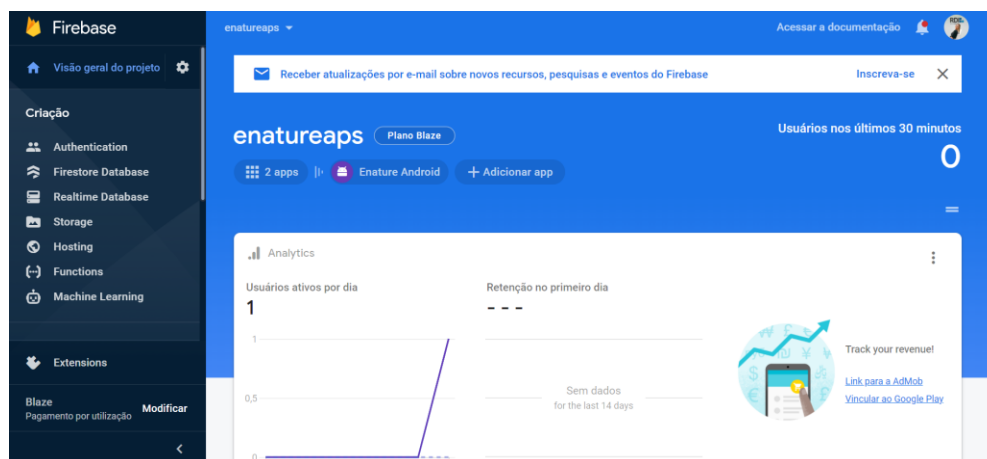 Firebase
Visão geral do projeto
Criação
Authentication
Firestore Database
Realtime Database
Storage
Hosting
Functions
Machine Learning
Extensions
Blaze
Pagamento por utilização
Modificar
enatureaps
Acessar a documentação
Receber atualizações por e-mail sobre novos recursos, pesquisas e eventos do Firebase
Inscreva-se
enatureaps
Plano Blaze
Usuários nos últimos 30 minutos
0
2 apps
Enature Android
+ Adicionar app
Analytics
Usuários ativos por dia
1
1
0,5
0
Retenção no primeiro dia
- - -
Sem dados
for the last 14 days
Track your revenue!
Link para a AdMob
Vincular ao Google Play